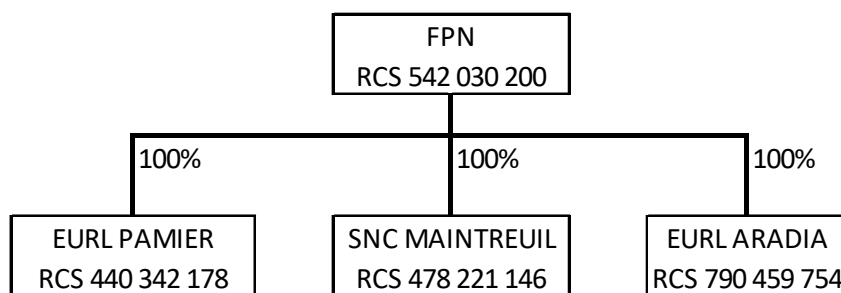 FPN
RCS 542 030 200
100%
100%
100%
EURL PAMIER
RCS 440 342 178
SNC MAINTREUIL
RCS 478 221 146
EURL ARADIA
RCS 790 459 754